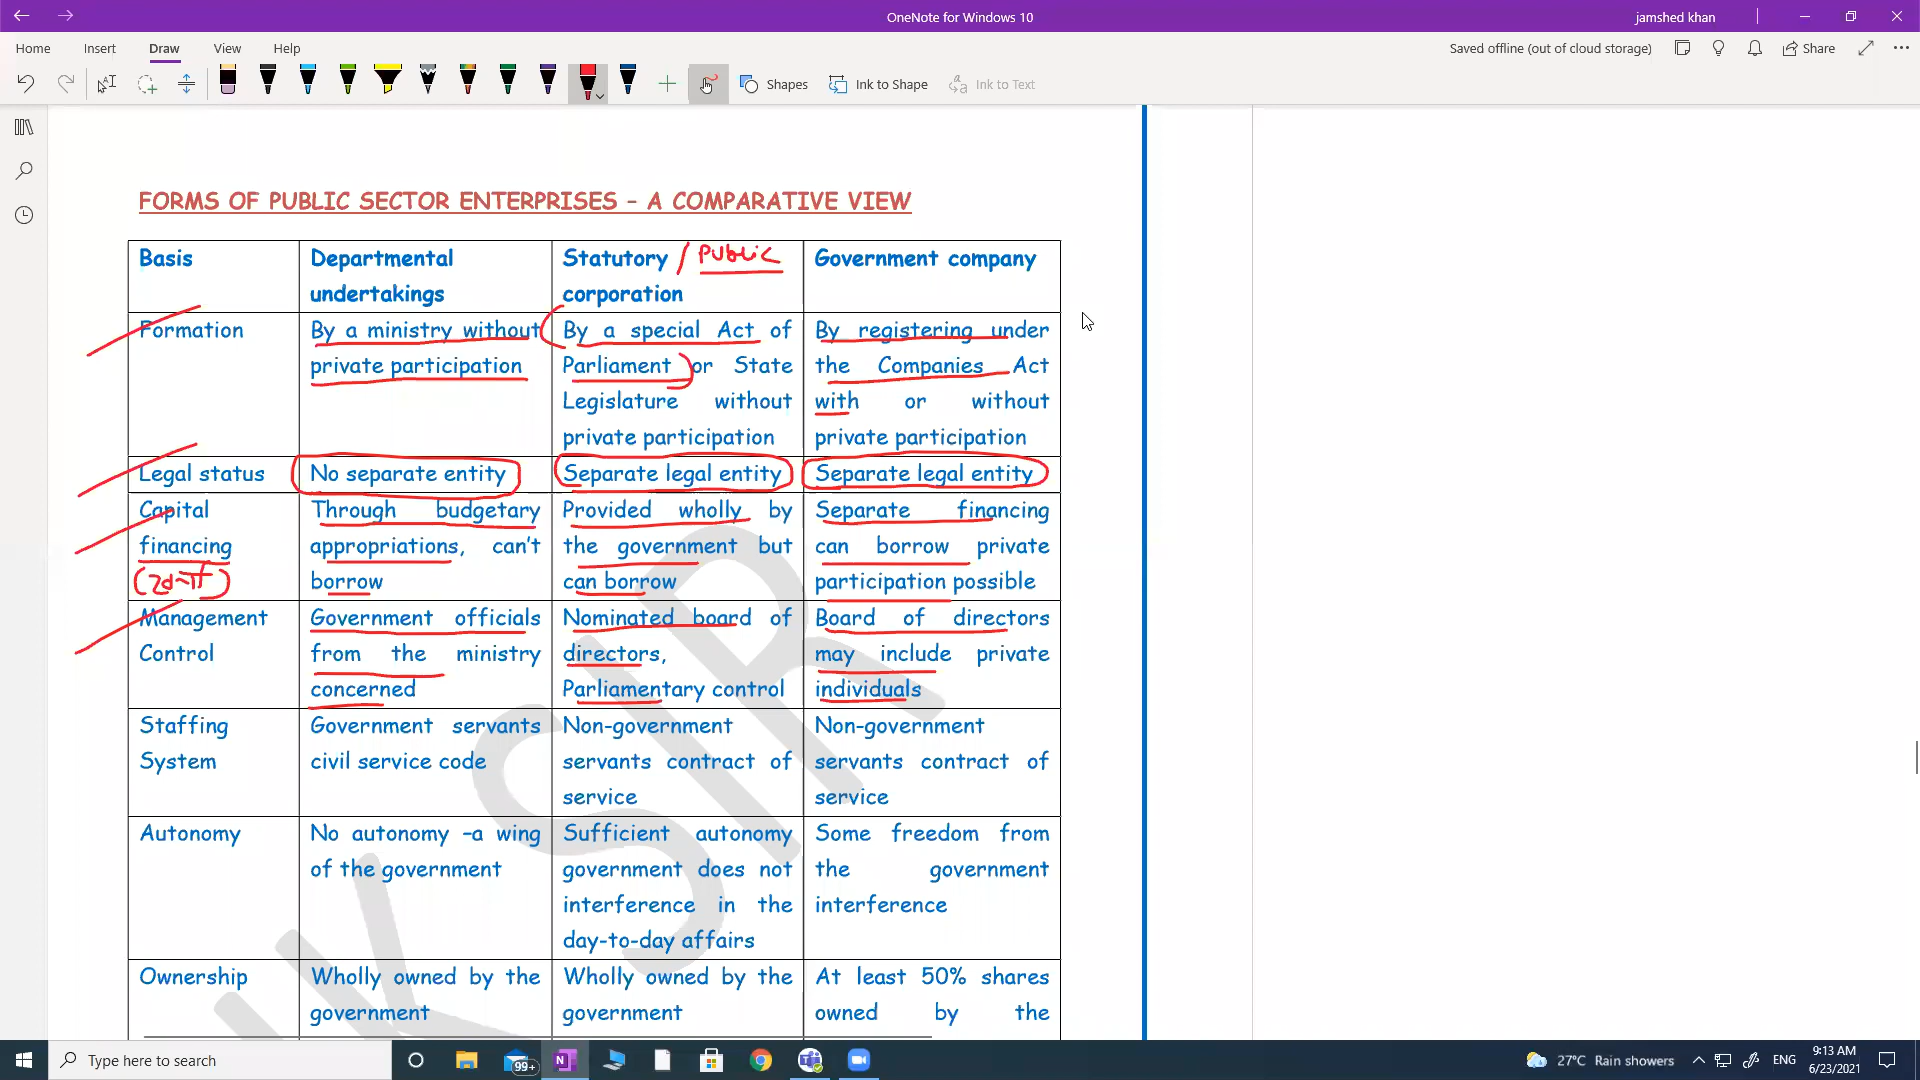 OneNote for Windows 10
jamshed khan
Home Insert Draw View Help
Saved offline (out of cloud storage)
Share
Shapes
Ink to Shape
Ink to Text
FORMS OF PUBLIC SECTOR ENTERPRISES – A COMPARATIVE VIEW
Basis
Departmental
undertakings
Statutory / Public
corporation
Government company
Formation
By a ministry without
private participation
By a special Act of
Parliament or State
Legislature without
private participation
By registering under
the Companies Act
with or without
private participation
Legal status
No separate entity
Separate legal entity
Separate legal entity
Capital
financing
Through budgetary
appropriations, can't
borrow
Provided wholly by
the government but
can borrow
Separate financing
can borrow private
participation possible
Management
Control
Government officials
from the ministry
concerned
Nominated board of
directors,
Parliamentary control
Board of directors
may include private
individuals
Staffing
System
Government servants
civil service code
Non-government
servants contract of
service
Non-government
servants contract of
service
Autonomy
No autonomy –a wing
of the government
Sufficient autonomy
government does not
interference in the
day-to-day affairs
Some freedom from
the government
interference
Ownership
Wholly owned by the
government
Wholly owned by the
government
At least 50% shares
owned by the
K SIR
Type here to search
99+
27°C Rain showers
ENG
9:13 AM
6/23/2021